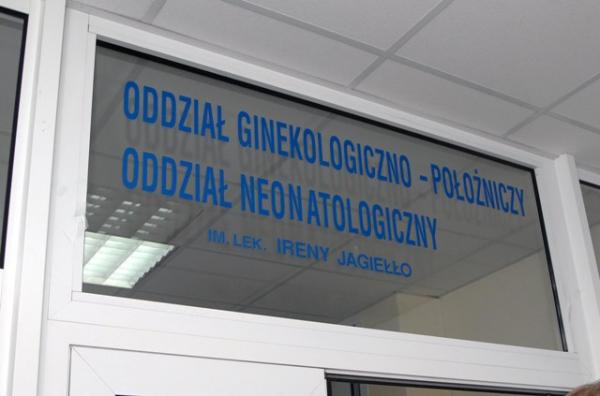 ODDZIAŁ GINEKOLOGICZNO - POŁOŻNICZY
ODDZIAŁ NEONATOLOGICZNY
IM. LEK. IRENY JAGIEŁŁO